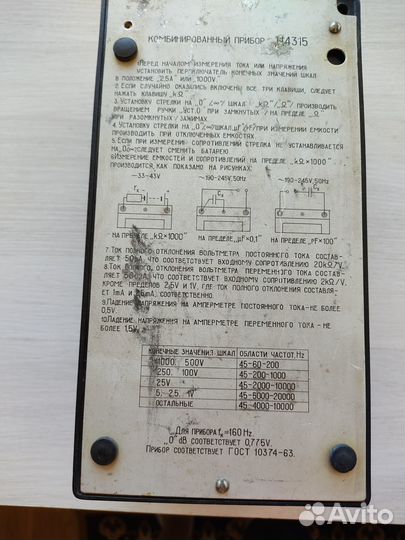 КОМБИНИРОВАННЫЙ ПРИБОР Ц4315
1. ПЕРЕД НАЧАЛОМ ИЗМЕРЕНИЯ ТОКА ИЛИ НАПРЯЖЕНИЯ
УСТАНОВИТЬ ПЕРЕКЛЮЧАТЕЛЬ КОНЕЧНЫХ ЗНАЧЕНИЙ ШКАЛ
В ПОЛОЖЕНИЕ "2,5А" ИЛИ "1000V".
2. ЕСЛИ СЛУЧАЙНО ОКАЗАЛИСЬ ВКЛЮЧЕНЫ ВСЕ ТРИ КЛАВИШИ, СЛЕДУЕТ
НАЖАТЬ КЛАВИШУ „kΩ"
3. УСТАНОВКУ СТРЕЛКИ НА „0" ШКАЛ „kΩ"/„Ω"/ ПРОИЗВОДИТЬ
ВРАЩЕНИЕМ РУЧКИ „УСТ.0" ПРИ ЗАМКНУТЫХ / НА ПРЕДЕЛЕ „Ω
ПРИ РАЗОМКНУТЫХ / ЗАЖИМАХ.
4. УСТАНОВКУ СТРЕЛКИ НА „0" ШКАЛ „µF" ПРИ ИЗМЕРЕНИИ ЕМКОСТИ
ПРОИЗВОДИТЬ ПРИ ОТКЛЮЧЕННЫХ ЕМКОСТЯХ.
5. ЕСЛИ ПРИ ИЗМЕРЕНИИ СОПРОТИВЛЕНИЙ СТРЕЛКА НЕ УСТАНАВЛИВАЕТСЯ
НА „0" СЛЕДУЕТ СМЕНИТЬ БАТАРЕЮ.
6. ИЗМЕРЕНИЕ ЕМКОСТЕЙ И СОПРОТИВЛЕНИЙ НА ПРЕДЕЛЕ „kΩ×1000"
ПРОИЗВОДИТСЯ, КАК ПОКАЗАНО НА РИСУНКАХ:
—33-43V ~190-245V, 50Hz ~190-245V, 50Hz
rx Cx Cx
НА ПРЕДЕЛЕ „kΩ×1000" НА ПРЕДЕЛЕ „µF×0,1" НА ПРЕДЕЛЕ „pF×100"
7. ТОК ПОЛНОГО ОТКЛОНЕНИЯ ВОЛЬТМЕТРА ПОСТОЯННОГО ТОКА СОСТАВ-
ЛЯЕТ 50µА, ЧТО СООТВЕТСТВУЕТ ВХОДНОМУ СОПРОТИВЛЕНИЮ 20kΩ/V.
8. ТОК ПОЛНОГО ОТКЛОНЕНИЯ ВОЛЬТМЕТРА ПЕРЕМЕННОГО ТОКА СОСТАВ-
ЛЯЕТ 500µА, ЧТО СООТВЕТСТВУЕТ ВХОДНОМУ СОПРОТИВЛЕНИЮ 2kΩ/V.
КРОМЕ ПРЕДЕЛОВ 2,5V И 1V, ГДЕ ТОК ПОЛНОГО ОТКЛОНЕНИЯ СОСТАВЛЯ-
ЕТ 1mA И СООТВЕТСТВЕННО.
9. ПАДЕНИЕ НАПРЯЖЕНИЯ НА АМПЕРМЕТРЕ ПОСТОЯННОГО ТОКА-НЕ БОЛЕЕ
0,5V.
10. ПАДЕНИЕ НАПРЯЖЕНИЯ НА АМПЕРМЕТРЕ ПЕРЕМЕННОГО ТОКА - НЕ
БОЛЕЕ 1,5V.
КОНЕЧНЫЕ ЗНАЧЕНИЯ ШКАЛ ОБЛАСТИ ЧАСТОТ, Hz
1000, 500V 45-60-200
250, 100V 45-200-1000
25V 45-2000-10000
5; 2,5; 1V 45-5000-20000
ОСТАЛЬНЫЕ 45-4000-10000
ДЛЯ ПРИБОРА fк=160Hz
„0" dB СООТВЕТСТВУЕТ 0,775V.
ПРИБОР СООТВЕТСТВУЕТ ГОСТ 10374-63.
Avito